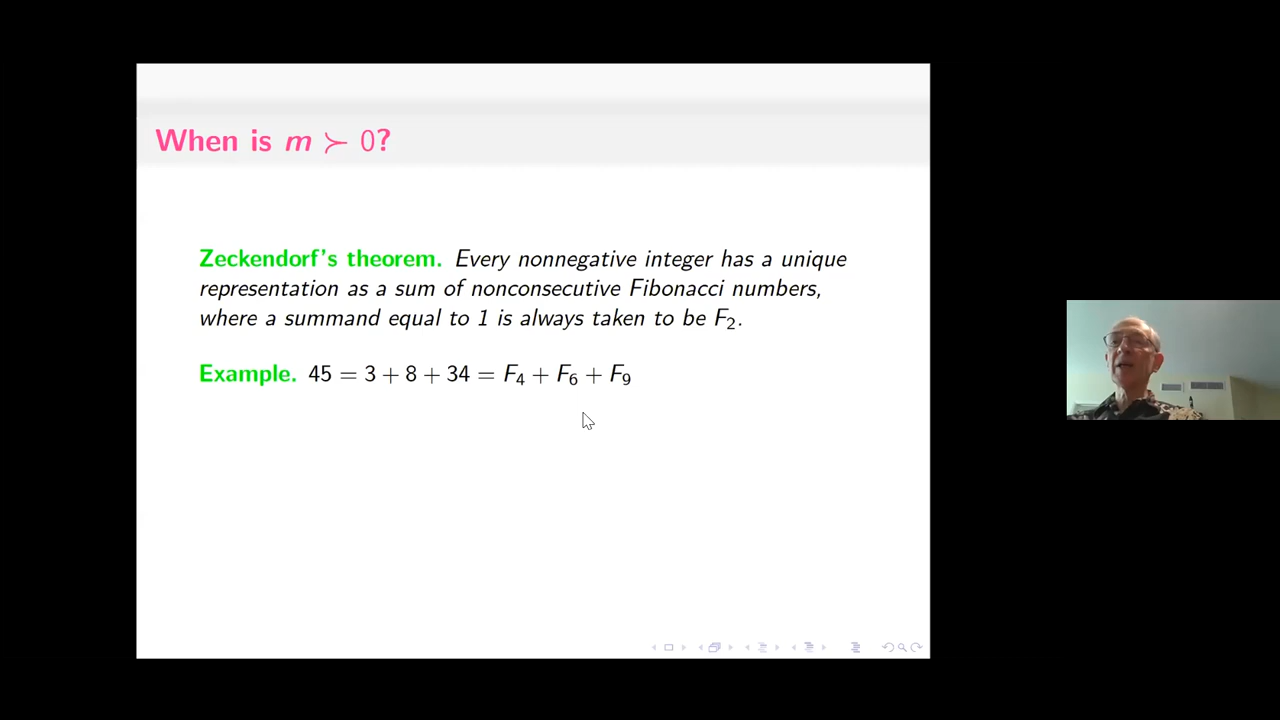 When is m ≻ 0?
Zeckendorf's theorem. Every nonnegative integer has a unique
representation as a sum of nonconsecutive Fibonacci numbers,
where a summand equal to 1 is always taken to be F₂.
Example. 45 = 3 + 8 + 34 = F₄ + F₆ + F₉